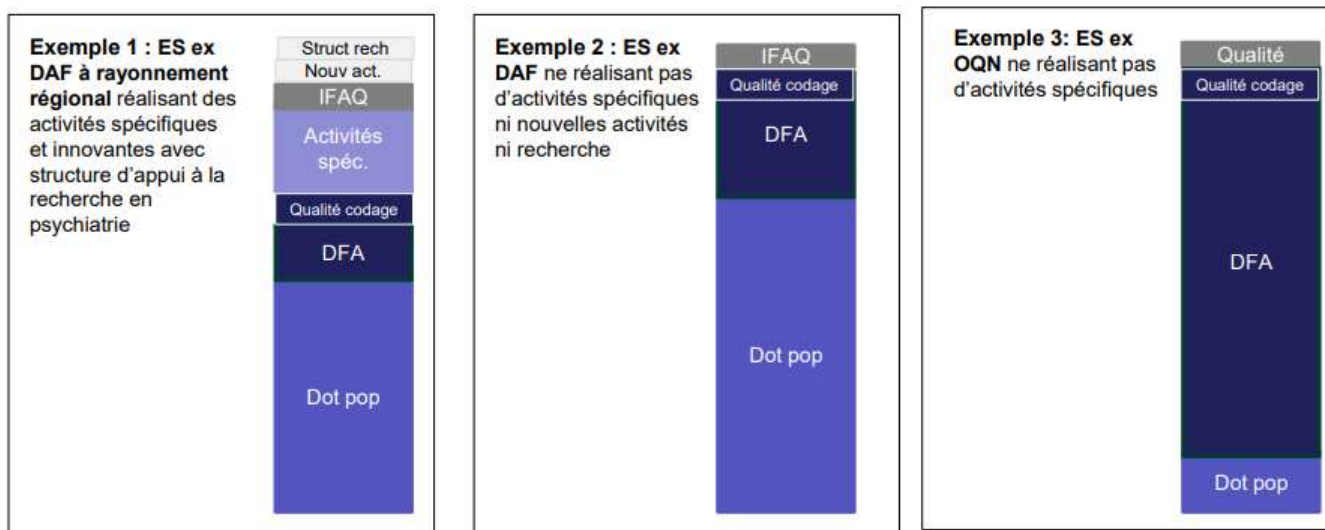 Exemple 1 : ES ex
DAF à rayonnement
régional réalisant des
activités spécifiques
et innovantes avec
structure d'appui à la
recherche en
psychiatrie
Struct rech
Nouv act.
IFAQ
Activités
spéc.
Qualité codage
DFA
Dot pop
Exemple 2 : ES ex
DAF ne réalisant pas
d'activités spécifiques
ni nouvelles activités
ni recherche
IFAQ
Qualité codage
DFA
Dot pop
Exemple 3: ES ex
OQN ne réalisant pas
d'activités spécifiques
Qualité
Qualité codage
DFA
Dot pop